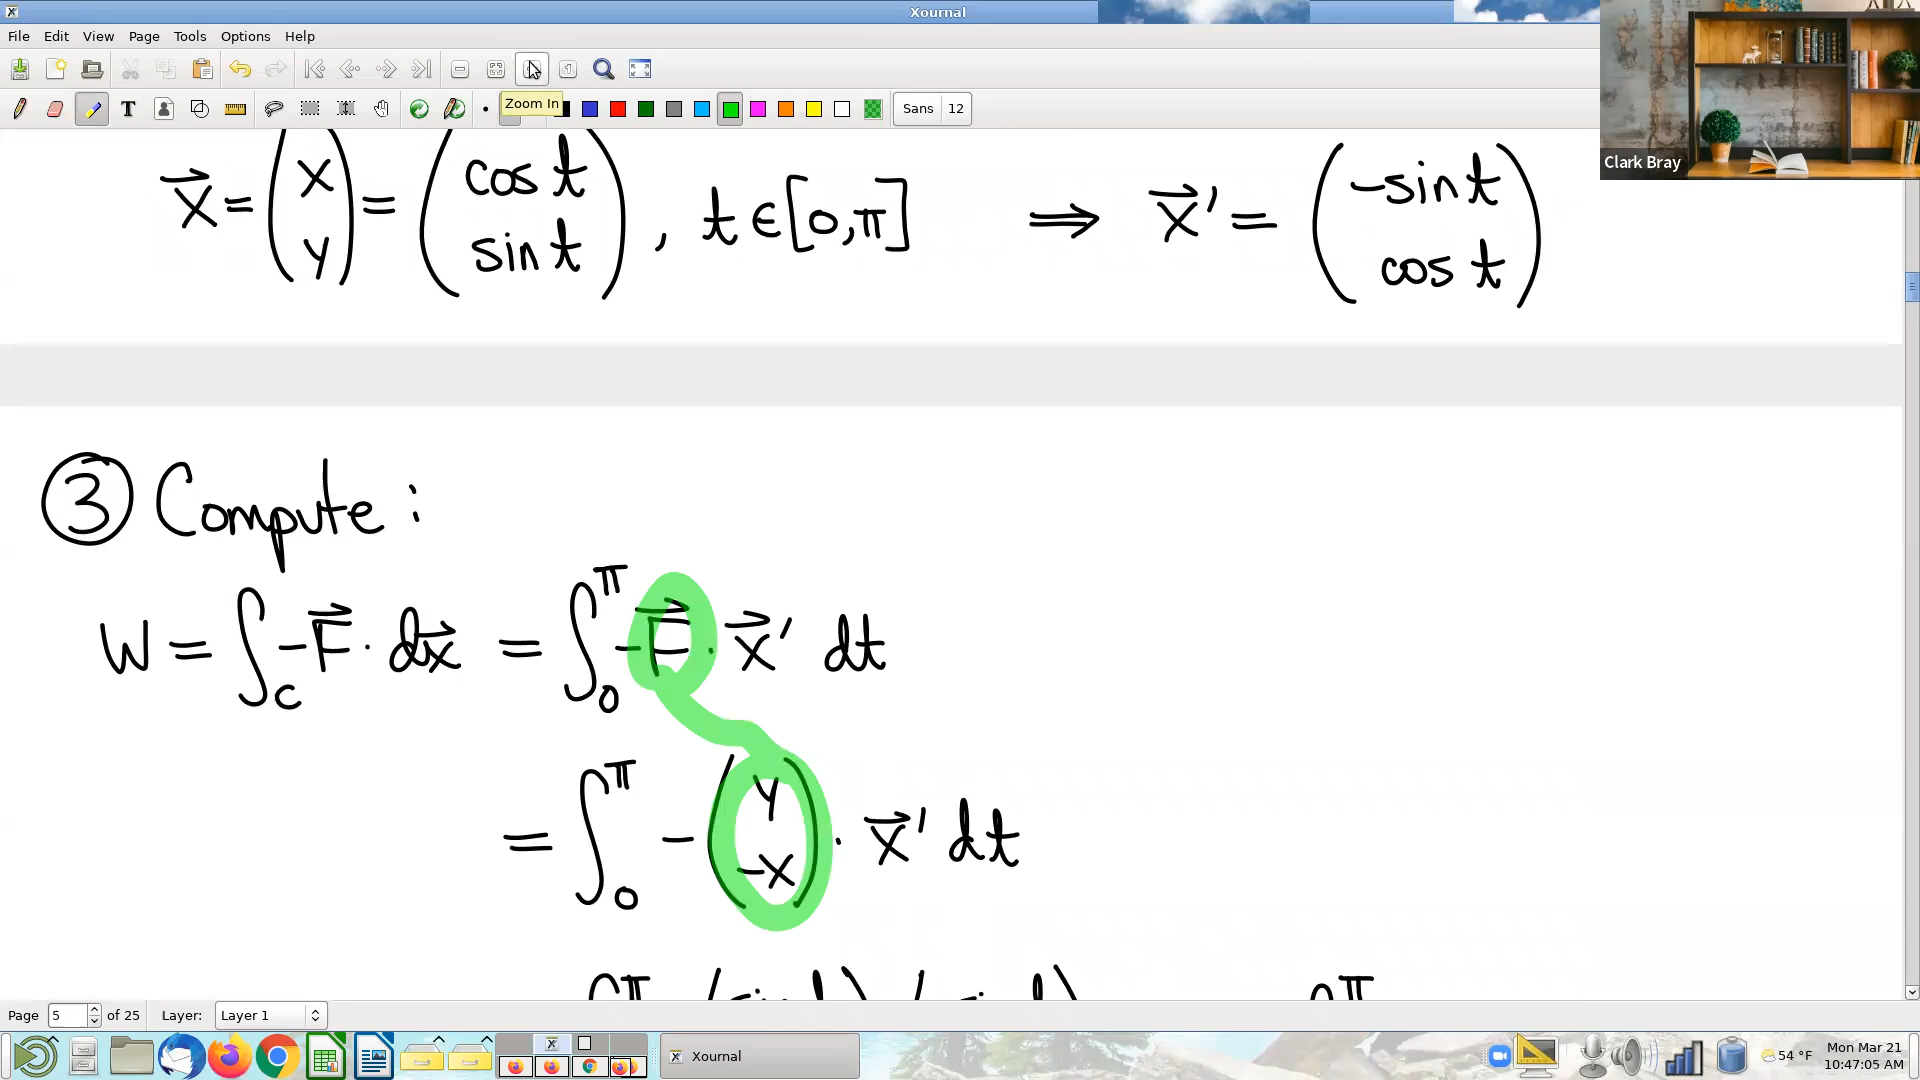 Xournal
File Edit View Page Tools Options Help
Zoom In
Sans 12
Clark Bray
x⃗ = (x y) = (cos t sin t), t ∈ [0, π] ⟹ x⃗′ = (−sin t cos t)
③ Compute :
W = ∫_C −F⃗ · dx⃗ = ∫_0^π −F⃗ · x⃗′ dt
= ∫_0^π −(y −x) · x⃗′ dt
Page 5 of 25 Layer: Layer 1
Xournal
54 °F
Mon Mar 21
10:47:05 AM